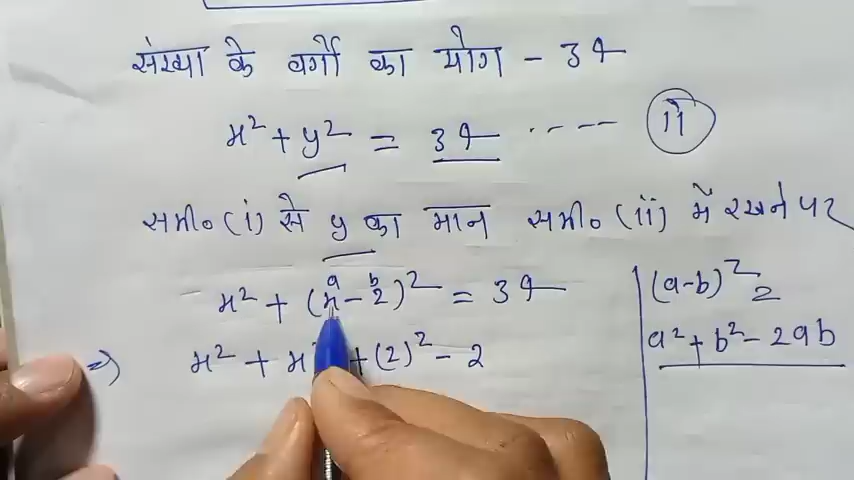 संख्या के वर्गों का योग - 34
x² + y² = 34 ----- (ii)
समी० (i) से y का मान समी० (ii) में रखने पर
a b
x² + (x - 2)² = 34
(a-b)² =
⇒ x² + x² + (2)² - 2
a² + b² - 2ab